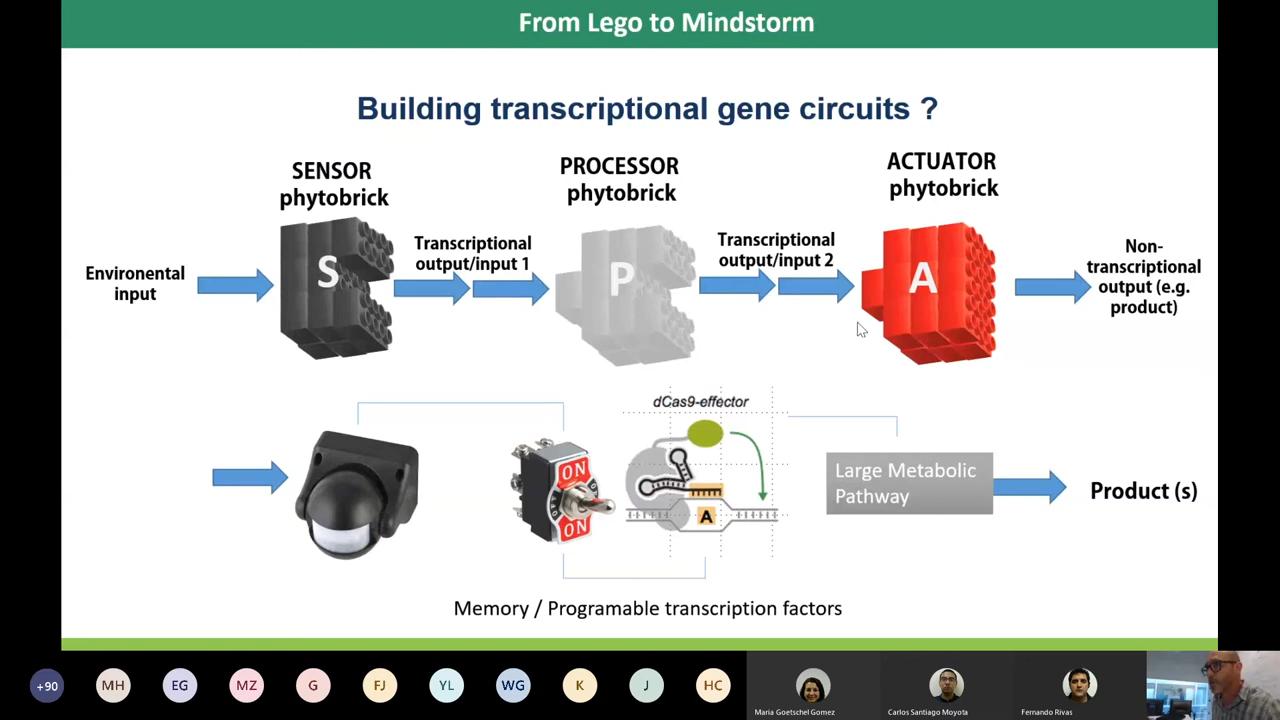 From Lego to Mindstorm
Building transcriptional gene circuits ?
SENSOR
phytobrick
PROCESSOR
phytobrick
ACTUATOR
phytobrick
Environental
input
S
Transcriptional
output/input 1
P
Transcriptional
output/input 2
A
Non-
transcriptional
output (e.g.
product)
ON
ON
dCas9-effector
A
Large Metabolic
Pathway
Product (s)
Memory / Programable transcription factors
+90
MH
EG
MZ
G
FJ
YL
WG
K
J
HC
Maria Goetschel Gomez
Carlos Santiago Moyota
Fernando Rivas